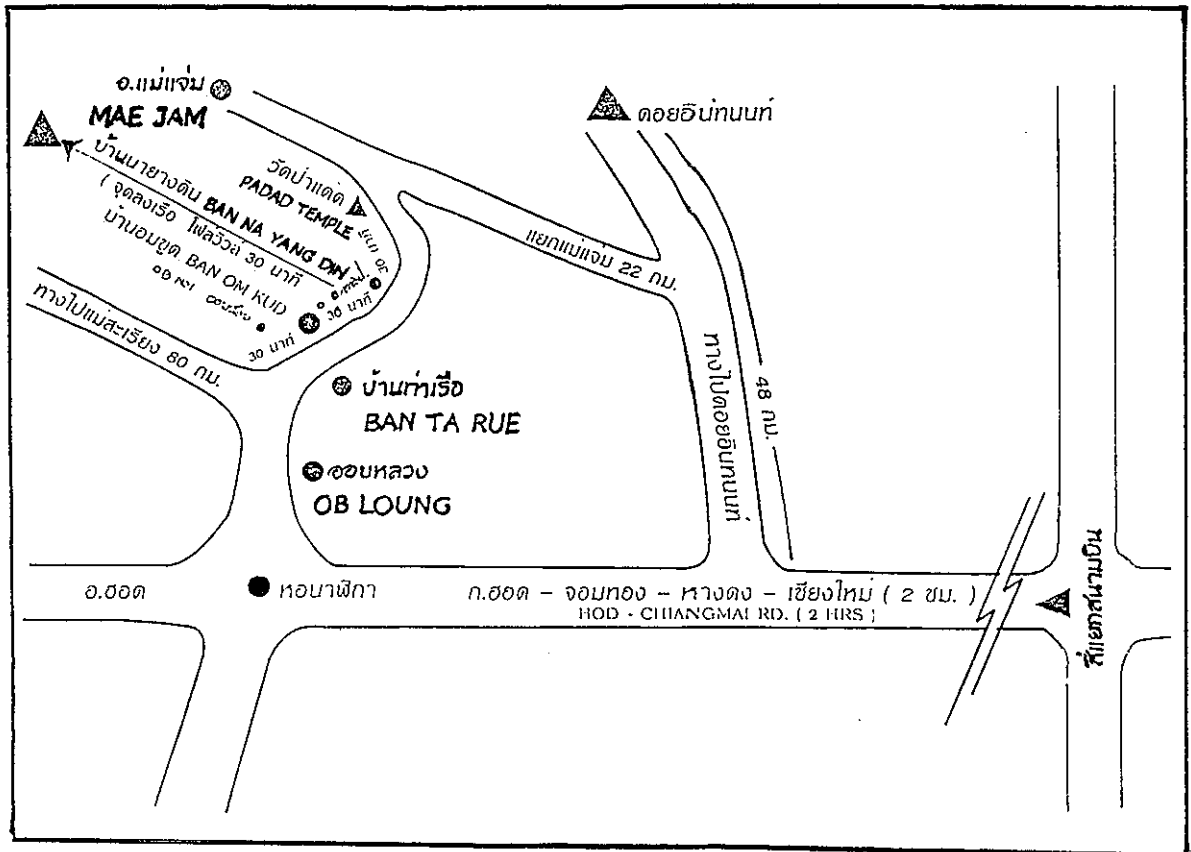 อ.แม่แจ่ม
MAE JAM
ดอยอินทนนท์
วัดป่าแดด
PADAD TEMPLE
บ้านนายางดิน BAN NA YANG DIN
( จุดลงเรือ โฟล์วีวล์ 30 นาที
บ้านอมขูด BAN OM KUD
30 นาที
30 นาที
แยกแม่แจ่ม 22 กม.
ทางไปแม่สะเรียง 80 กม.
ทางไปดอยอินทนนท์
48 กม.
บ้านท่าเรือ
BAN TA RUE
ออบหลวง
OB LOUNG
อ.ฮอด
หอนาฬิกา
ถ.ฮอด - จอมทอง - หางดง - เชียงใหม่ ( 2 ชม. )
HOD - CHIANGMAI RD. ( 2 HRS )
สี่แยกสนามบิน